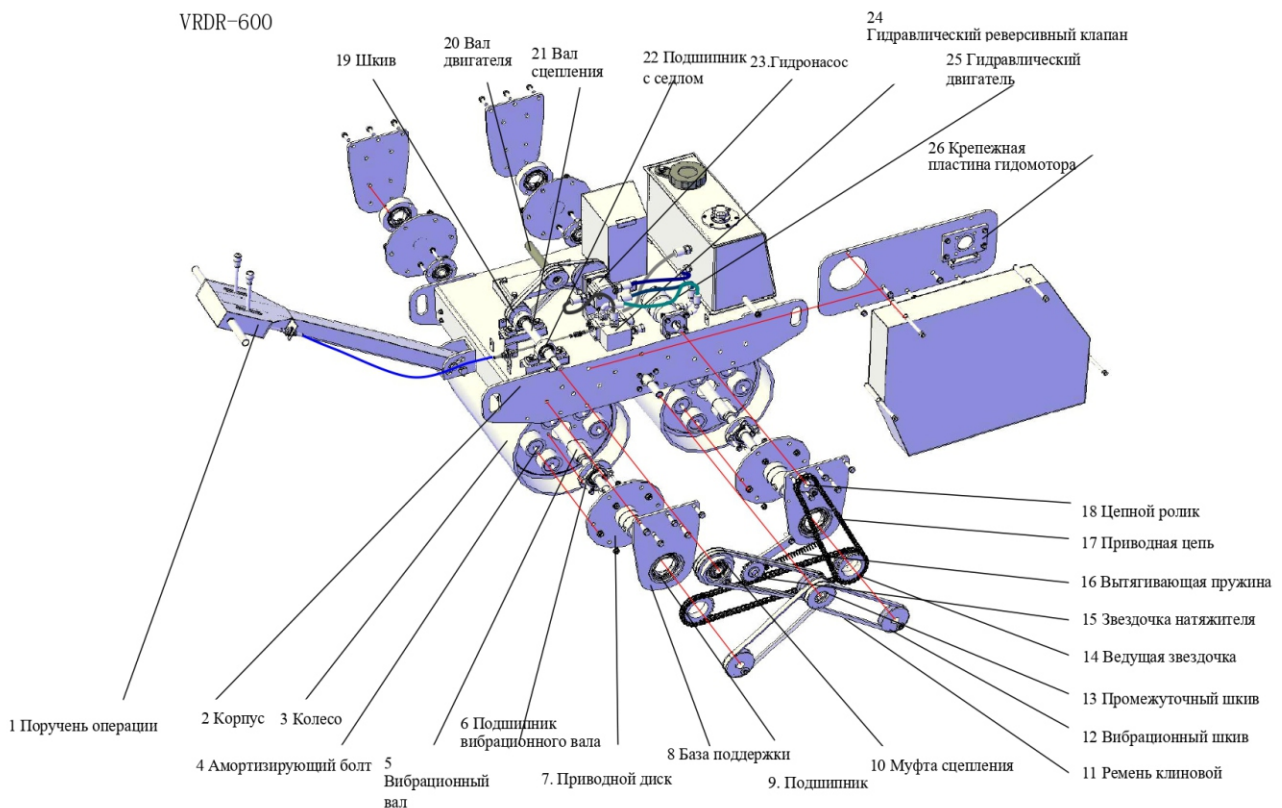 VRDR-600
19 Шкив
20 Вал
двигателя
21 Вал
сцепления
22 Подшипник
с седлом
23.Гидронасос
24
Гидравлический реверсивный клапан
25 Гидравлический
двигатель
26 Крепежная
пластина гидомотора
18 Цепной ролик
17 Приводная цепь
16 Вытягивающая пружина
15 Звездочка натяжителя
14 Ведущая звездочка
13 Промежуточный шкив
12 Вибрационный шкив
11 Ремень клиновой
1 Поручень операции
2 Корпус
3 Колесо
4 Амортизирующий болт
5
Вибрационный
вал
6 Подшипник
вибрационного вала
7. Приводной диск
8 База поддержки
9. Подшипник
10 Муфта сцепления